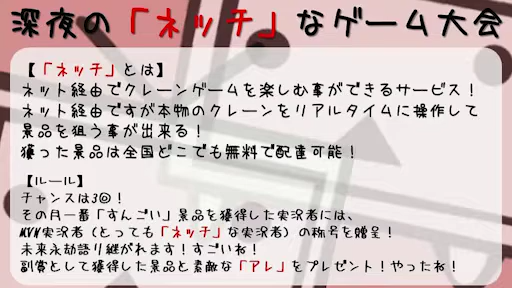 深夜の「ネッチ」なゲーム大会
【「ネッチ」とは】
ネット経由でクレーンゲームを楽しむ事ができるサービス!
ネット経由ですが本物のクレーンをリアルタイムに操作して
景品を狙う事が出来る!
獲った景品は全国どこでも無料で配達可能!
【ルール】
チャンスは3回!
その月一番「すんごい」景品を獲得した実況者には、
MVN実況者(とっても「ネッチ」な実況者)の称号を贈呈!
未来永劫語り継がれます!すごいね!
副賞として獲得した景品と素敵な「アレ」をプレゼント!やったね!